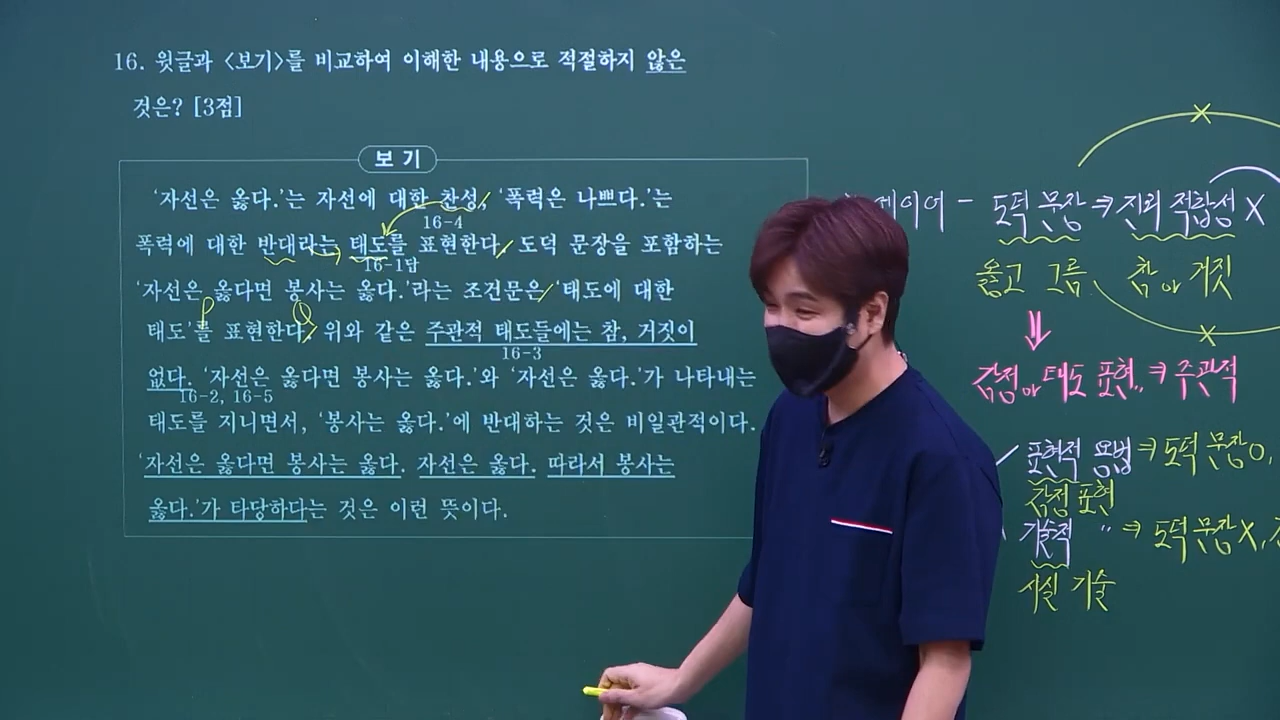 16. 윗글과 <보기>를 비교하여 이해한 내용으로 적절하지 않은
것은? [3점]
보 기
'자선은 옳다.'는 자선에 대한 찬성, '폭력은 나쁘다.'는
16-4
폭력에 대한 반대라는 태도를 표현한다. 도덕 문장을 포함하는
16-1답
'자선은 옳다면 봉사는 옳다.'라는 조건문은 '태도에 대한
P Q
태도'를 표현한다. 위와 같은 주관적 태도들에는 참, 거짓이
16-3
없다. '자선은 옳다면 봉사는 옳다.'와 '자선은 옳다.'가 나타내는
16-2, 16-5
태도를 지니면서, '봉사는 옳다.'에 반대하는 것은 비일관적이다.
'자선은 옳다면 봉사는 옳다. 자선은 옳다. 따라서 봉사는
옳다.'가 타당하다는 것은 이런 뜻이다.
에이어 - 도덕 문장 ⇒ 진리 적합성 X
옳고 그름 참 or 거짓
감정 or 태도 표현 ⇒ 주관적
표현적 용법 ⇒ 도덕 문장 O,
감정 표현
기술적 " ⇒ 도덕 문장 X,
사실 기술